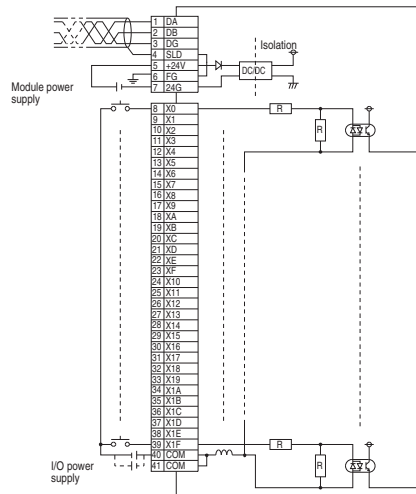 1 DA
2 DB
3 DG
4 SLD
5 +24V
6 FG
7 24G
Isolation
DC/DC
Module power
supply
8 X0
9 X1
10 X2
11 X3
12 X4
13 X5
14 X6
15 X7
16 X8
17 X9
18 XA
19 XB
20 XC
21 XD
22 XE
23 XF
24 X10
25 X11
26 X12
27 X13
28 X14
29 X15
30 X16
31 X17
32 X18
33 X19
34 X1A
35 X1B
36 X1C
37 X1D
38 X1E
39 X1F
40 COM
41 COM
R
R
R
R
I/O power
supply